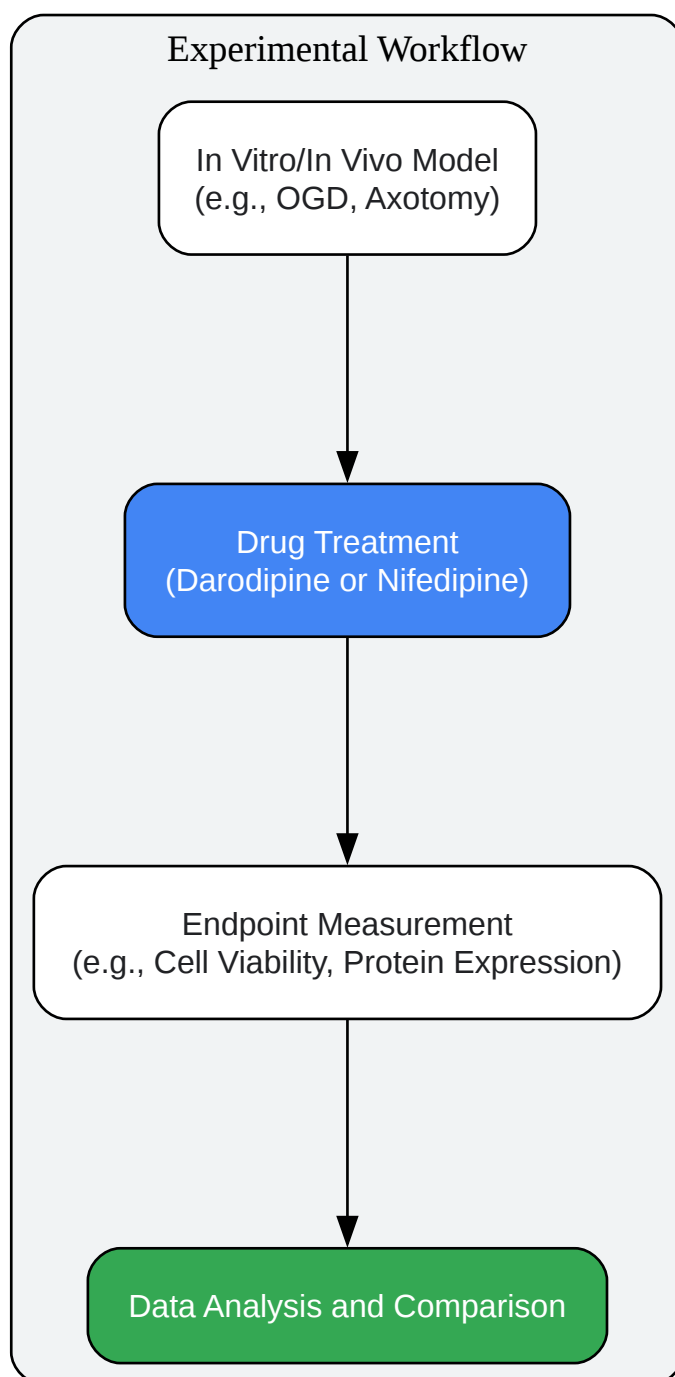 Experimental Workflow
In Vitro/In Vivo Model
(e.g., OGD, Axotomy)
Drug Treatment
(Darodipine or Nifedipine)
Endpoint Measurement
(e.g., Cell Viability, Protein Expression)
Data Analysis and Comparison